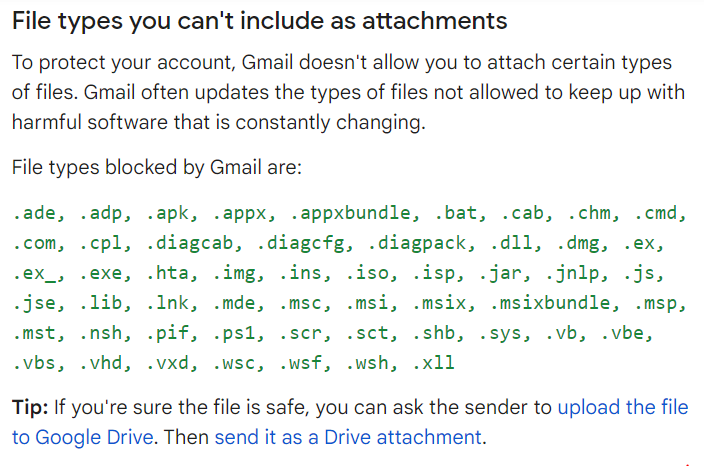 File types you can't include as attachments
To protect your account, Gmail doesn't allow you to attach certain types
of files. Gmail often updates the types of files not allowed to keep up with
harmful software that is constantly changing.
File types blocked by Gmail are:
.ade, .adp, .apk, .appx, .appxbundle, .bat, .cab, .chm, .cmd,
.com, .cpl, .diagcab, .diagcfg, .diagpack, .dll, .dmg, .ex,
.ex_, .exe, .hta, .img, .ins, .iso, .isp, .jar, .jnlp, .js,
.jse, .lib, .lnk, .mde, .msc, .msi, .msix, .msixbundle, .msp,
.mst, .nsh, .pif, .ps1, .scr, .sct, .shb, .sys, .vb, .vbe,
.vbs, .vhd, .vxd, .wsc, .wsf, .wsh, .xll
Tip: If you're sure the file is safe, you can ask the sender to upload the file
to Google Drive. Then send it as a Drive attachment.